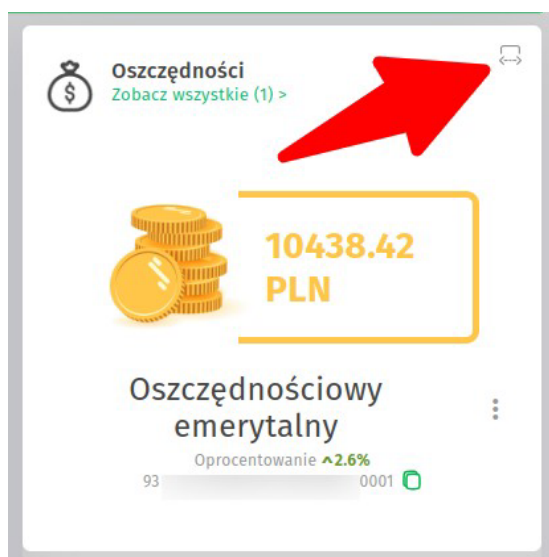 Oszczędności
Zobacz wszystkie (1) >
$
10438.42
PLN
Oszczędnościowy
emerytalny
Oprocentowanie ^2.6%
93 0001